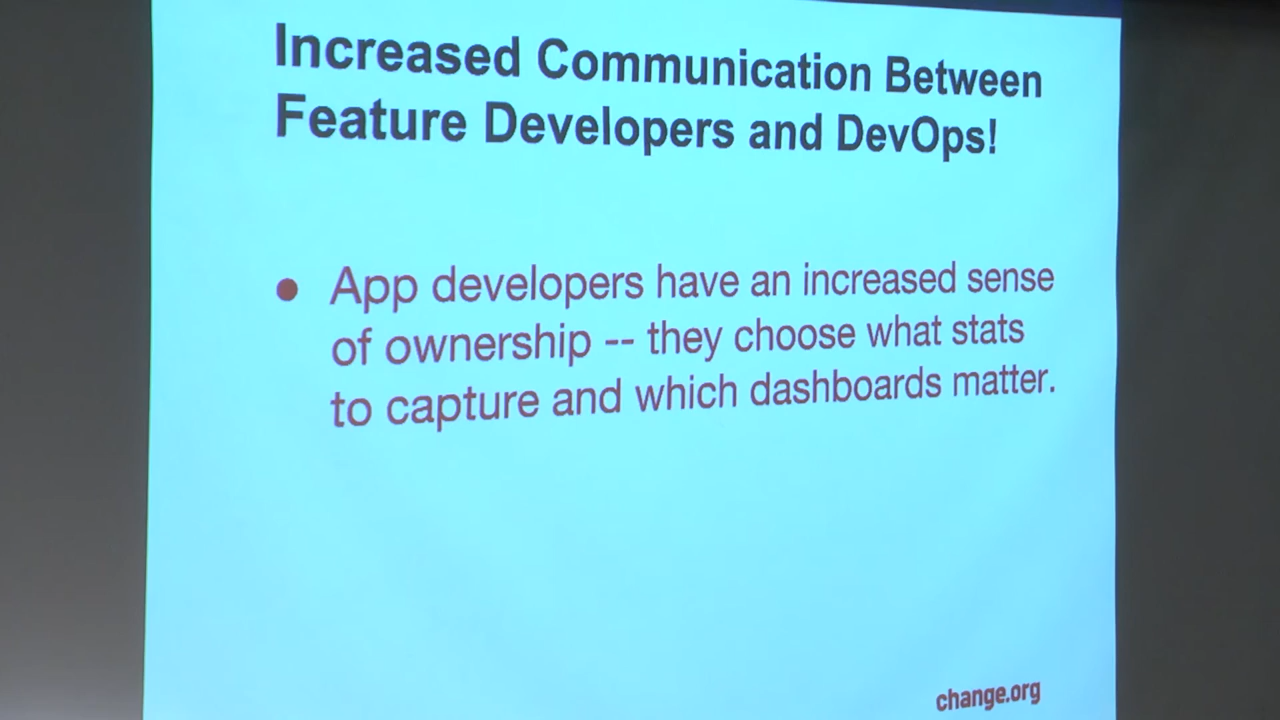 Increased Communication Between
Feature Developers and DevOps!
● App developers have an increased sense
of ownership -- they choose what stats
to capture and which dashboards matter.
change.org